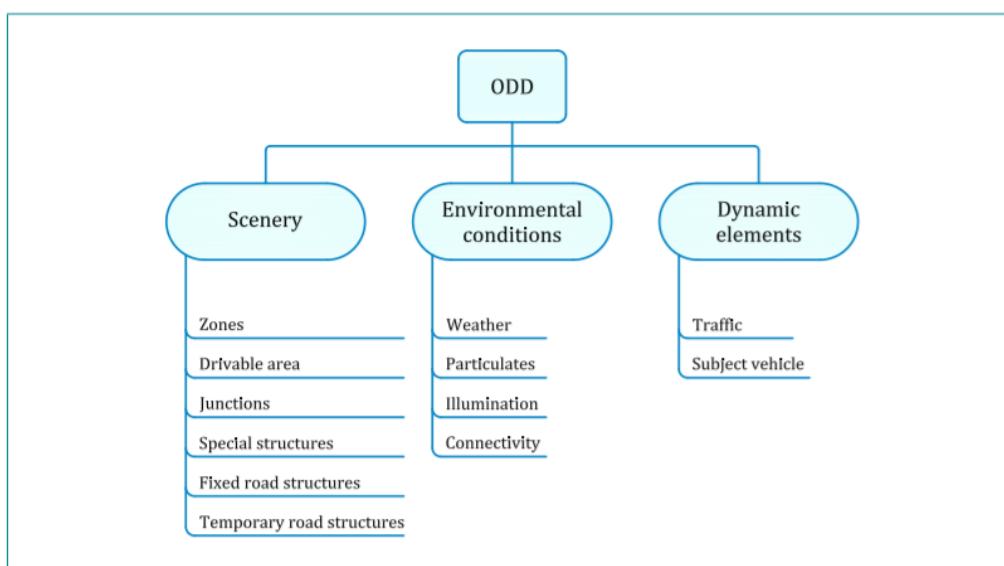 ODD
Scenery
Environmental
conditions
Dynamic
elements
Zones
Drivable area
Junctions
Special structures
Fixed road structures
Temporary road structures
Weather
Particulates
Illumination
Connectivity
Traffic
Subject vehicle